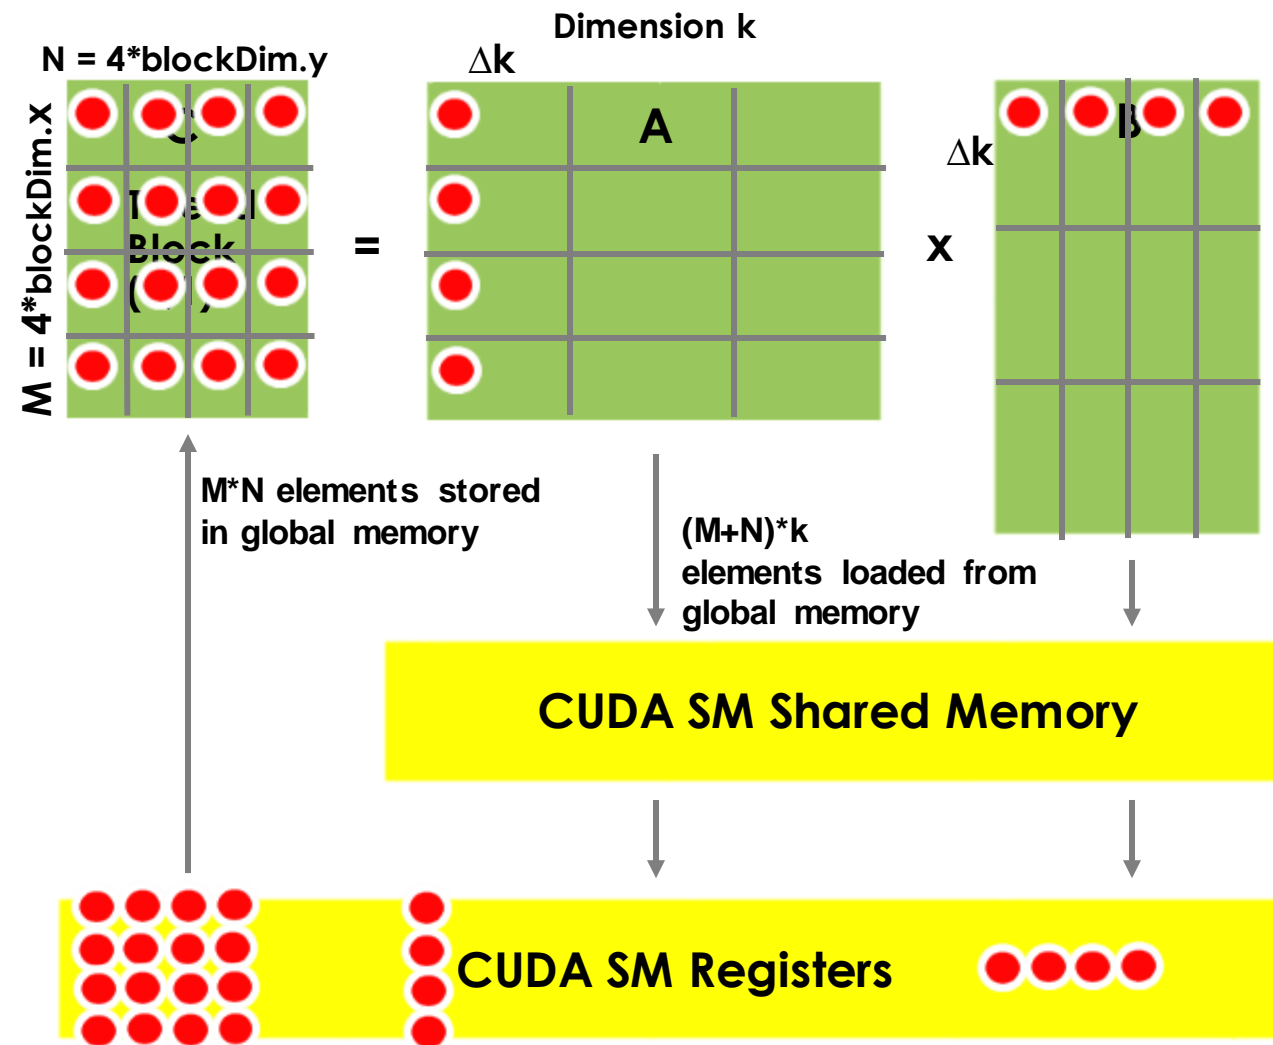 Dimension k
N = 4*blockDim.y
Δk
M = 4*blockDim.x
A
B
Δk
Block
=
x
M*N elements stored
in global memory
(M+N)*k
elements loaded from
global memory
CUDA SM Shared Memory
CUDA SM Registers